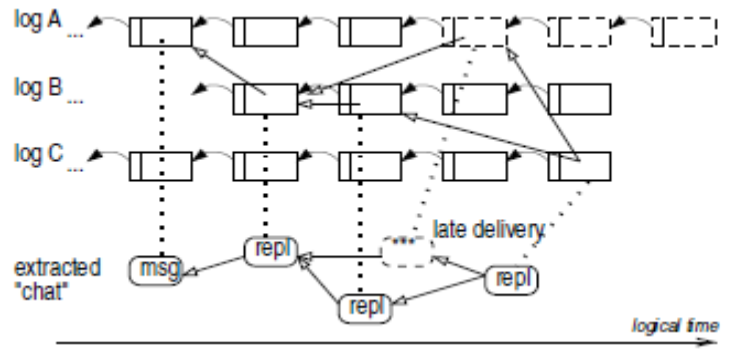 log A ...
log B ...
log C ...
*** late delivery
repl
extracted msg repl
"chat" repl
logical time